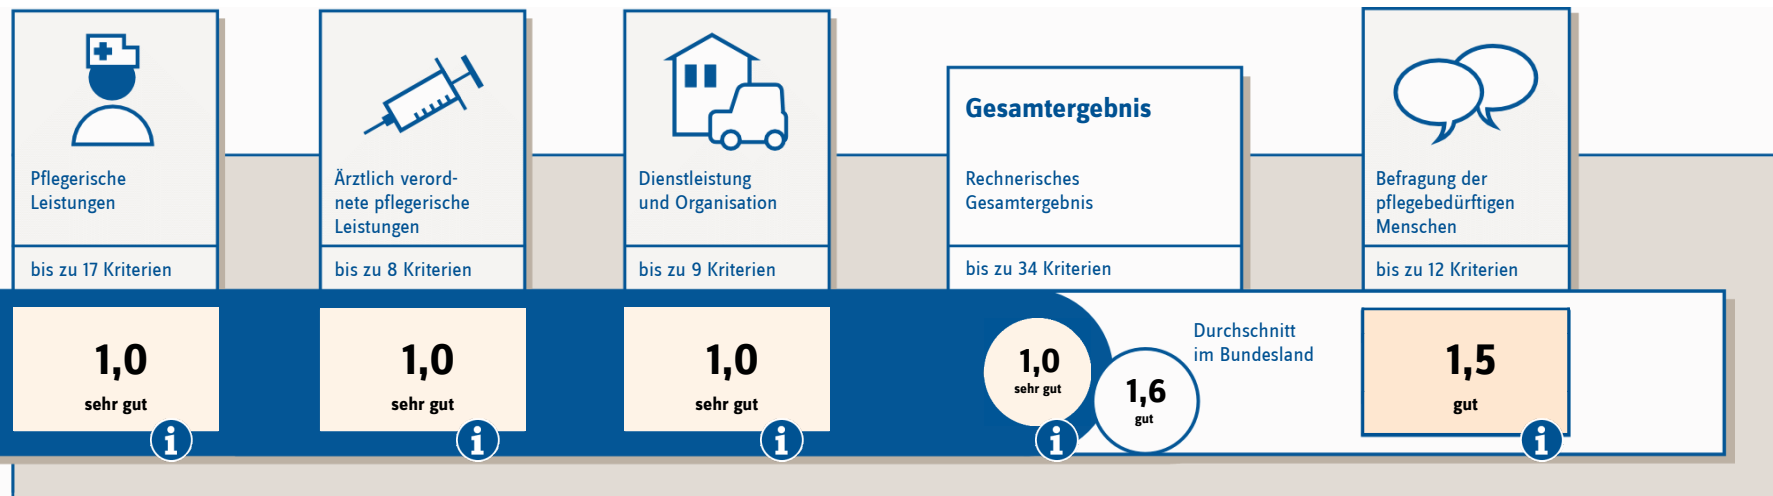 Pflegerische
Leistungen
bis zu 17 Kriterien
1,0
sehr gut
i
Ärztlich verord-
nete pflegerische
Leistungen
bis zu 8 Kriterien
1,0
sehr gut
i
Dienstleistung
und Organisation
bis zu 9 Kriterien
1,0
sehr gut
i
Gesamtergebnis
Rechnerisches
Gesamtergebnis
bis zu 34 Kriterien
1,0
sehr gut
i
1,6
gut
Durchschnitt
im Bundesland
Befragung der
pflegebedürftigen
Menschen
bis zu 12 Kriterien
1,5
gut
i